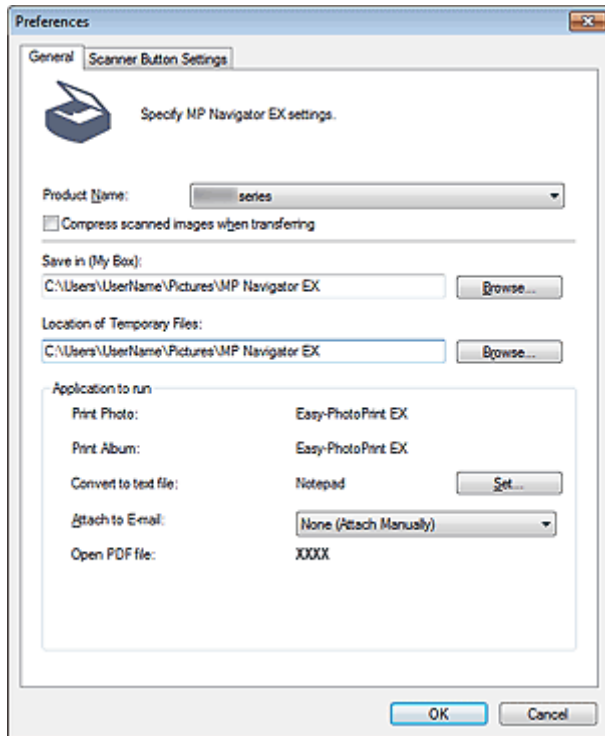 Preferences
General Scanner Button Settings
Specify MP Navigator EX settings.
Product Name: series
Compress scanned images when transferring
Save in (My Box):
C:\Users\UserName\Pictures\MP Navigator EX Browse...
Location of Temporary Files:
C:\Users\UserName\Pictures\MP Navigator EX Browse...
Application to run
Print Photo: Easy-PhotoPrint EX
Print Album: Easy-PhotoPrint EX
Convert to text file: Notepad Set...
Attach to E-mail: None (Attach Manually)
Open PDF file: XXXX
OK Cancel